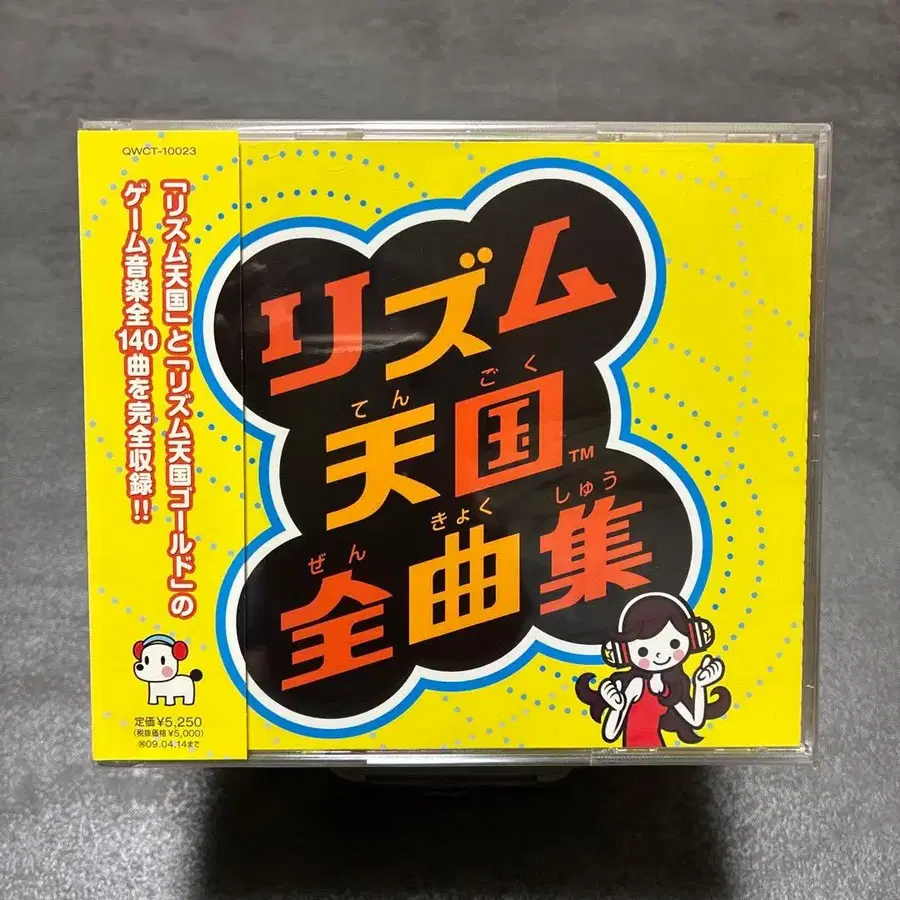 QWCT-10023
「リズム天国」と「リズム天国ゴールド」の
ゲーム音楽全140曲を完全収録!!
定価¥5,250
(税抜価格¥5,000)
㊢09.04.14まで
リズム
てんごく
天国™
きょく しゅう
ぜん
全曲集